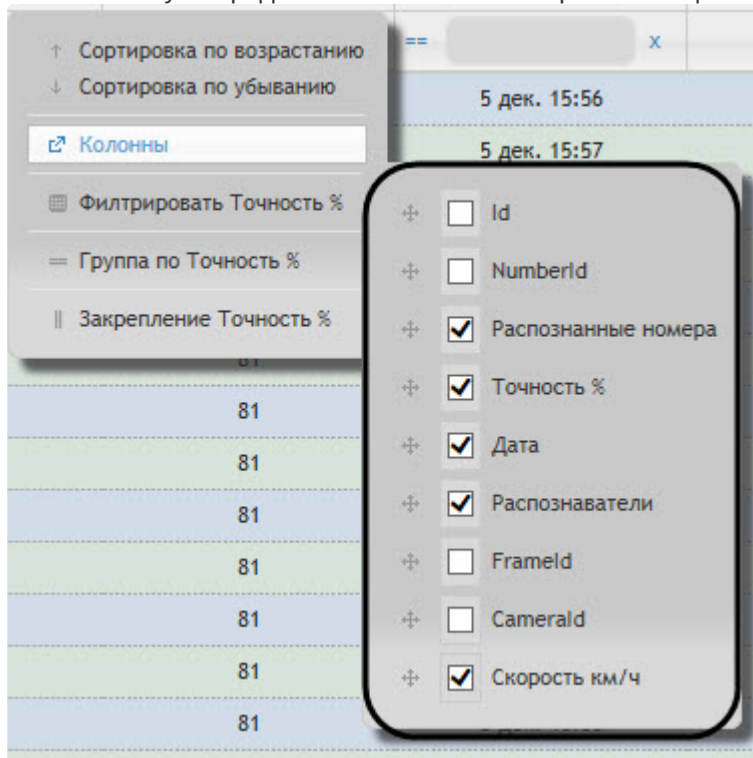 Сортировка по возрастанию
== x
Сортировка по убыванию
5 дек. 15:56
Колонны
5 дек. 15:57
Филтрировать Точность %
Id
Группа по Точность %
NumberId
Закрепление Точность %
Распознанные номера
81
Точность %
81
Дата
81
Распознаватели
81
FrameId
81
CameraId
81
Скорость км/ч
81